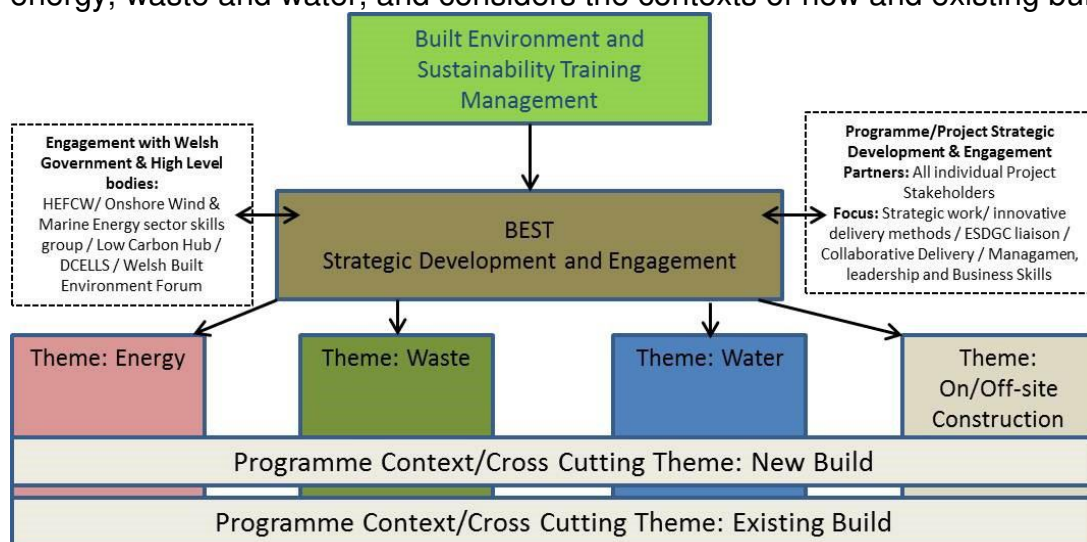 energy, waste and water, and considers the contexts of new and existing bui
Built Environment and
Sustainability Training
Management
Engagement with Welsh
Government & High Level
bodies:
HEFCW/ Onshore Wind &
Marine Energy sector skills
group / Low Carbon Hub /
DCELLS / Welsh Built
Environment Forum
Programme/Project Strategic
Development & Engagement
Partners: All individual Project
Stakeholders
Focus: Strategic work/ innovative
delivery methods / ESDGC liaison /
Collaborative Delivery / Managamen,
leadership and Business Skills
BEST
Strategic Development and Engagement
Theme: Energy
Theme: Waste
Theme: Water
Theme:
On/Off-site
Construction
Programme Context/Cross Cutting Theme: New Build
Programme Context/Cross Cutting Theme: Existing Build